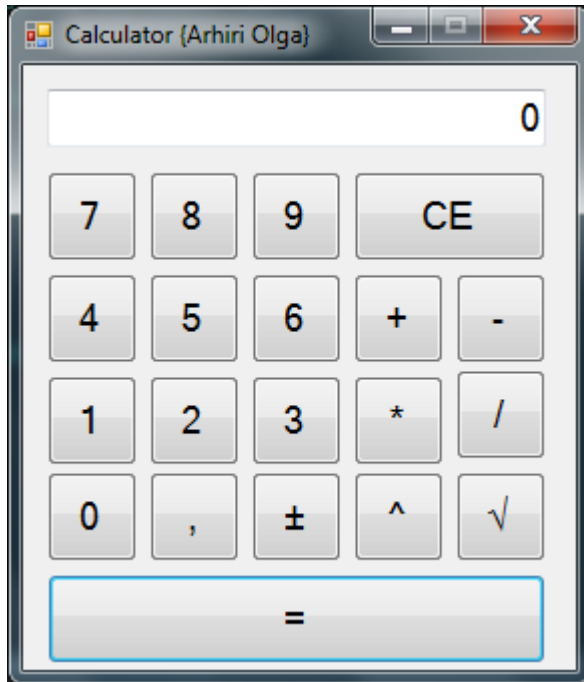 Calculator {Arhiri Olga}
0
7 8 9 CE
4 5 6 + -
1 2 3 * /
0 , ± ^ √
=